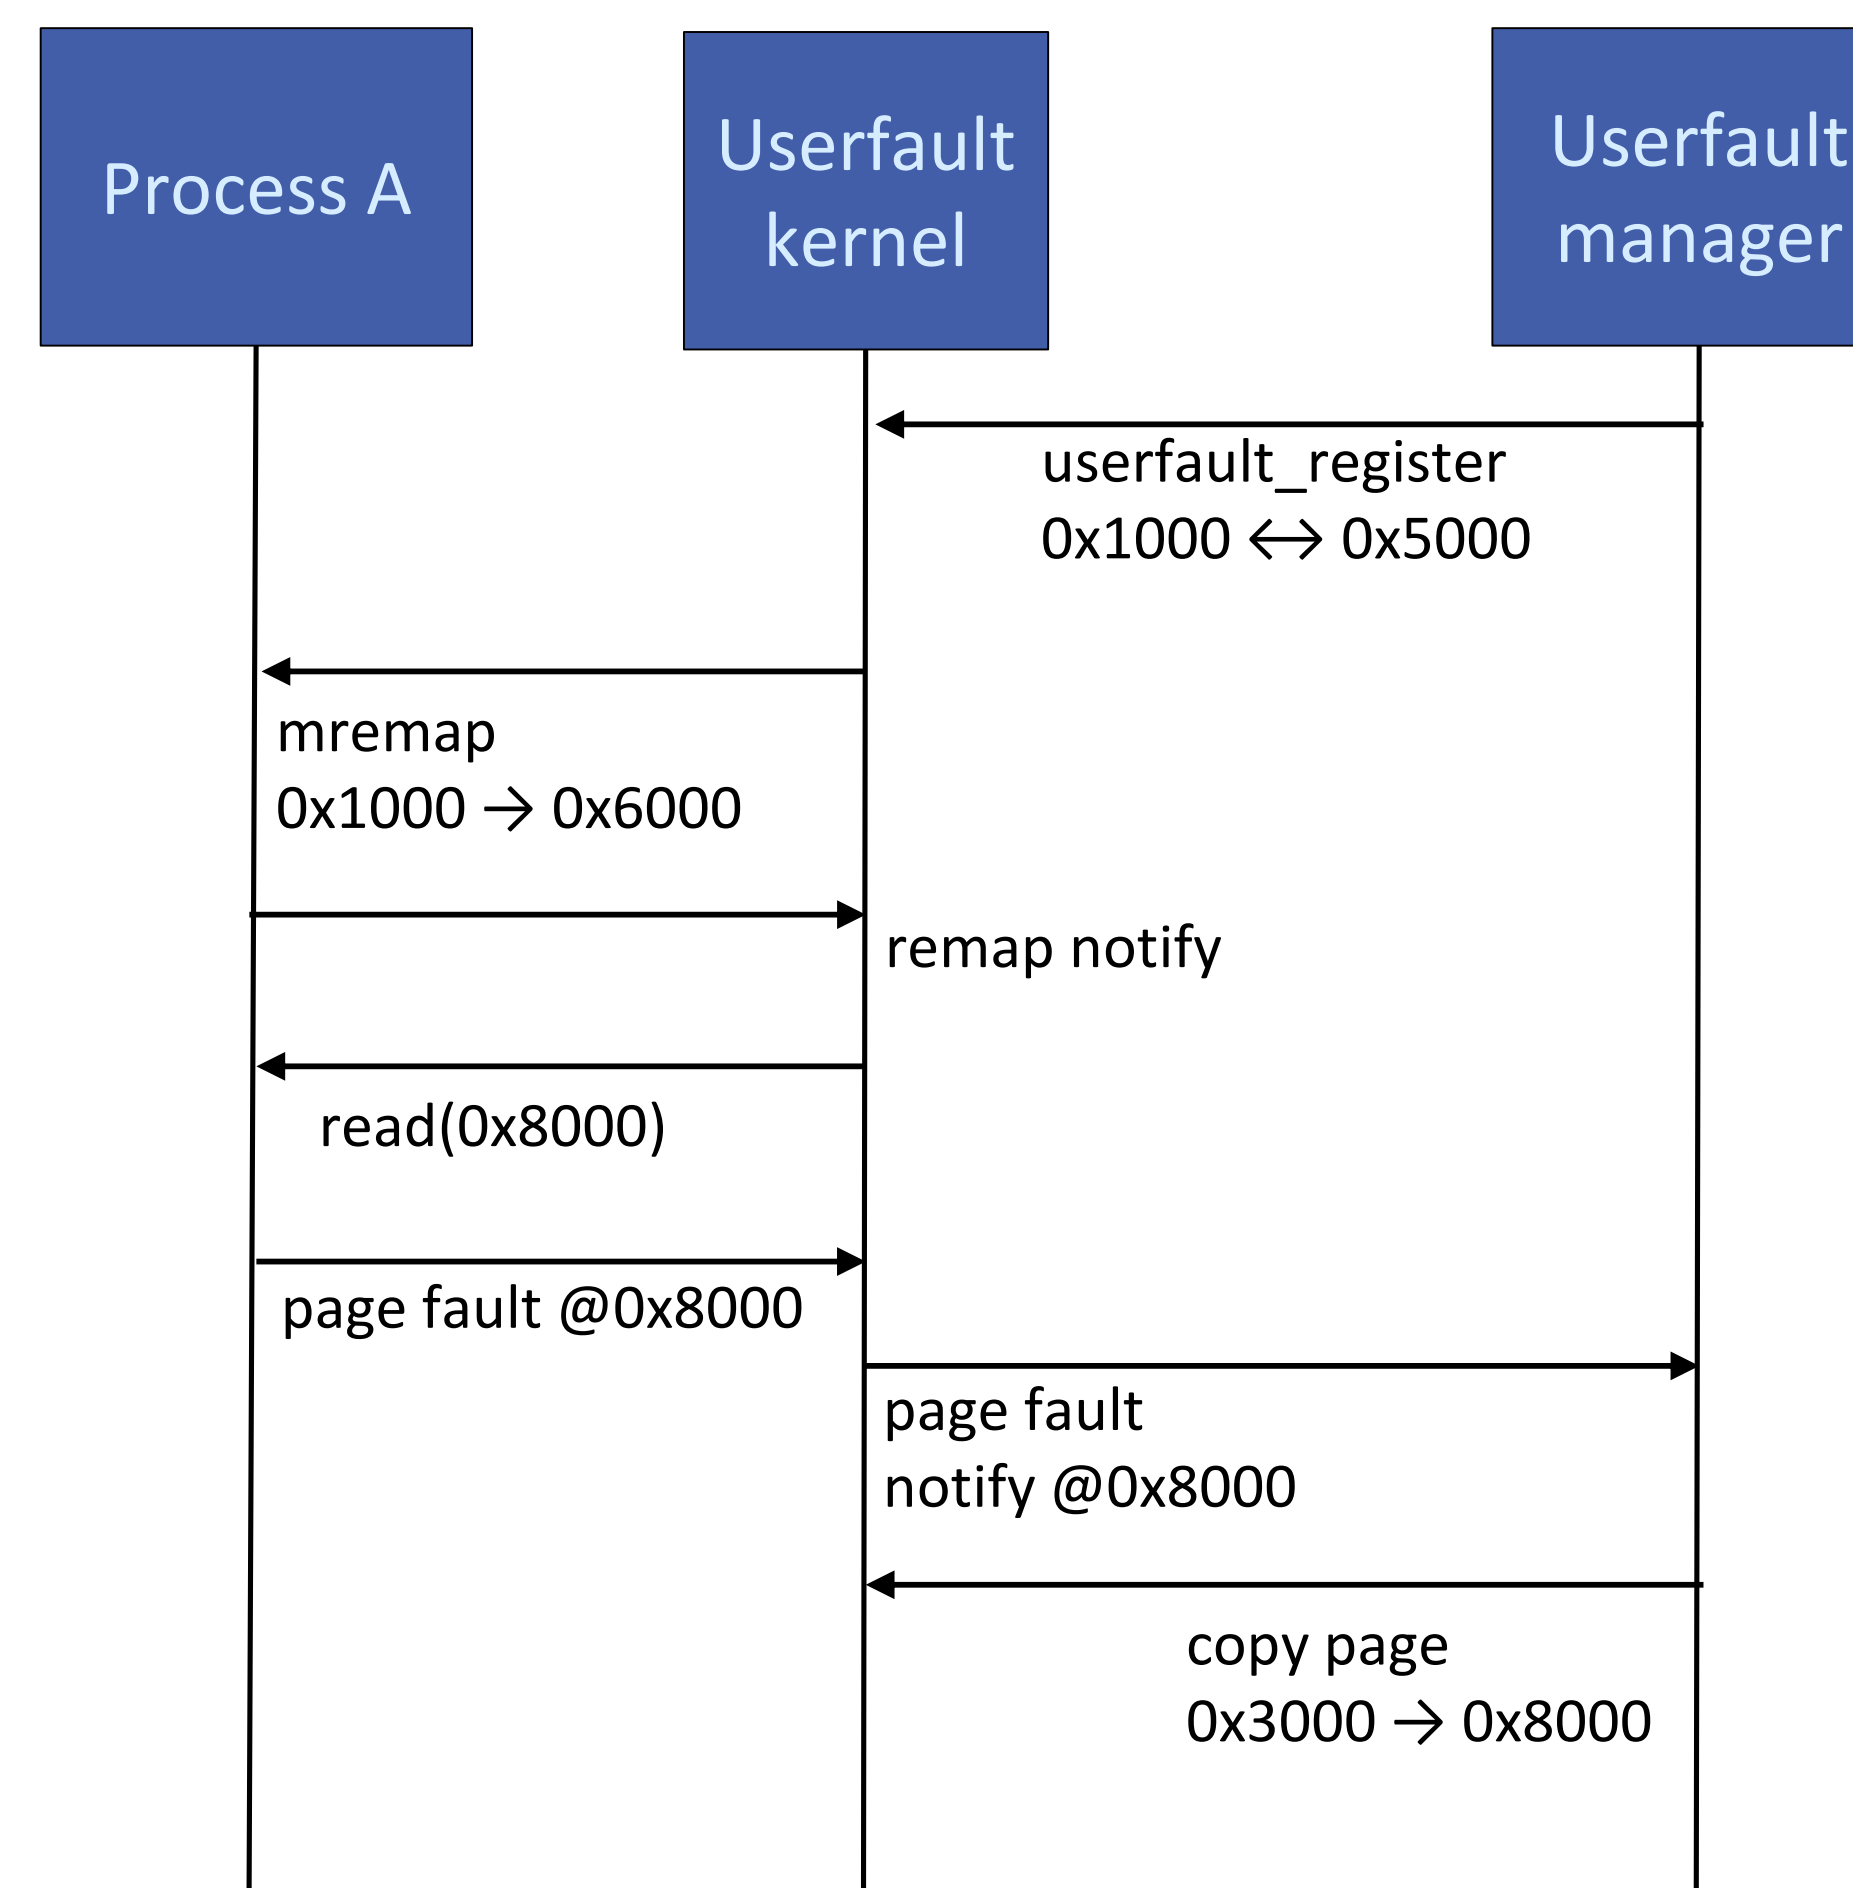 Process A
Userfault
kernel
Userfault
manager
userfault_register
0x1000 ↔ 0x5000
mremap
0x1000 → 0x6000
remap notify
read(0x8000)
page fault @0x8000
page fault
notify @0x8000
copy page
0x3000 → 0x8000